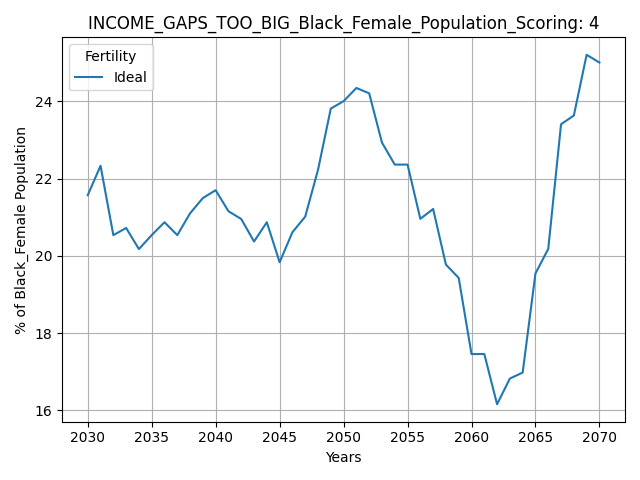 INCOME_GAPS_TOO_BIG_Black_Female_Population_Scoring: 4
Fertility
Ideal
% of Black_Female Population
24
22
20
18
16
2030 2035 2040 2045 2050 2055 2060 2065 2070
Years